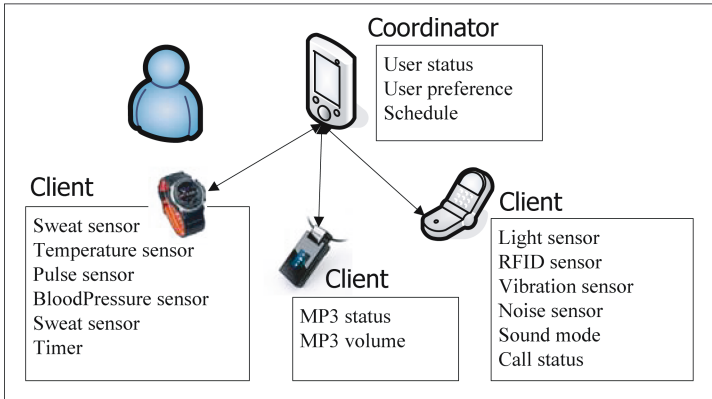 Coordinator
User status
User preference
Schedule
Client
Sweat sensor
Temperature sensor
Pulse sensor
BloodPressure sensor
Sweat sensor
Timer
Client
MP3 status
MP3 volume
Client
Light sensor
RFID sensor
Vibration sensor
Noise sensor
Sound mode
Call status